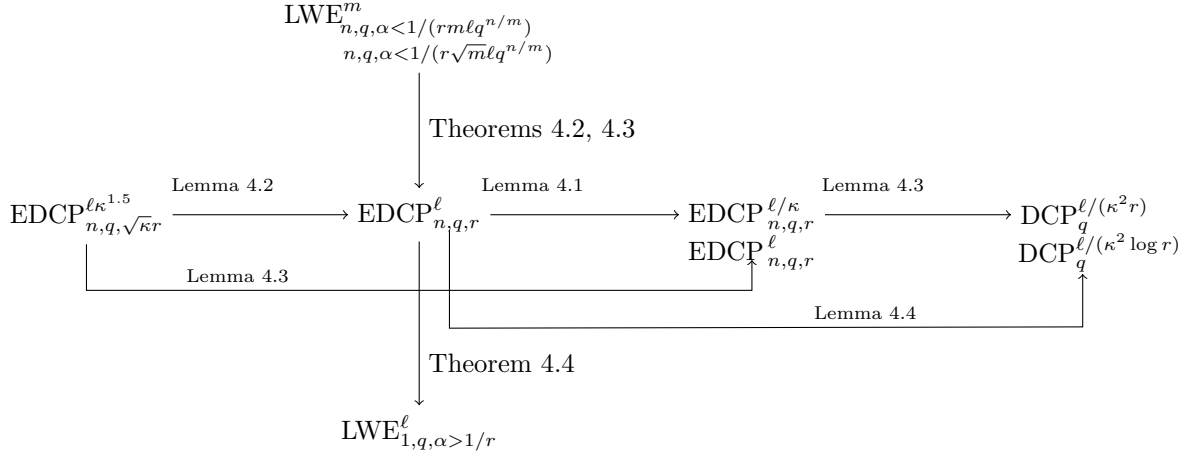 LWE^m_{n,q,α<1/(rmℓq^{n/m})}
n,q,α<1/(r√mℓq^{n/m})
Theorems 4.2, 4.3
Lemma 4.2 Lemma 4.1 Lemma 4.3
EDCP^{ℓκ^{1.5}}_{n,q,√κr} EDCP^ℓ_{n,q,r} EDCP^{ℓ/κ}_{n,q,r} DCP^{ℓ/(κ^2 r)}_q
EDCP^ℓ_{n,q,r} DCP^{ℓ/(κ^2 log r)}_q
Lemma 4.3
Lemma 4.4
Theorem 4.4
LWE^ℓ_{1,q,α>1/r}